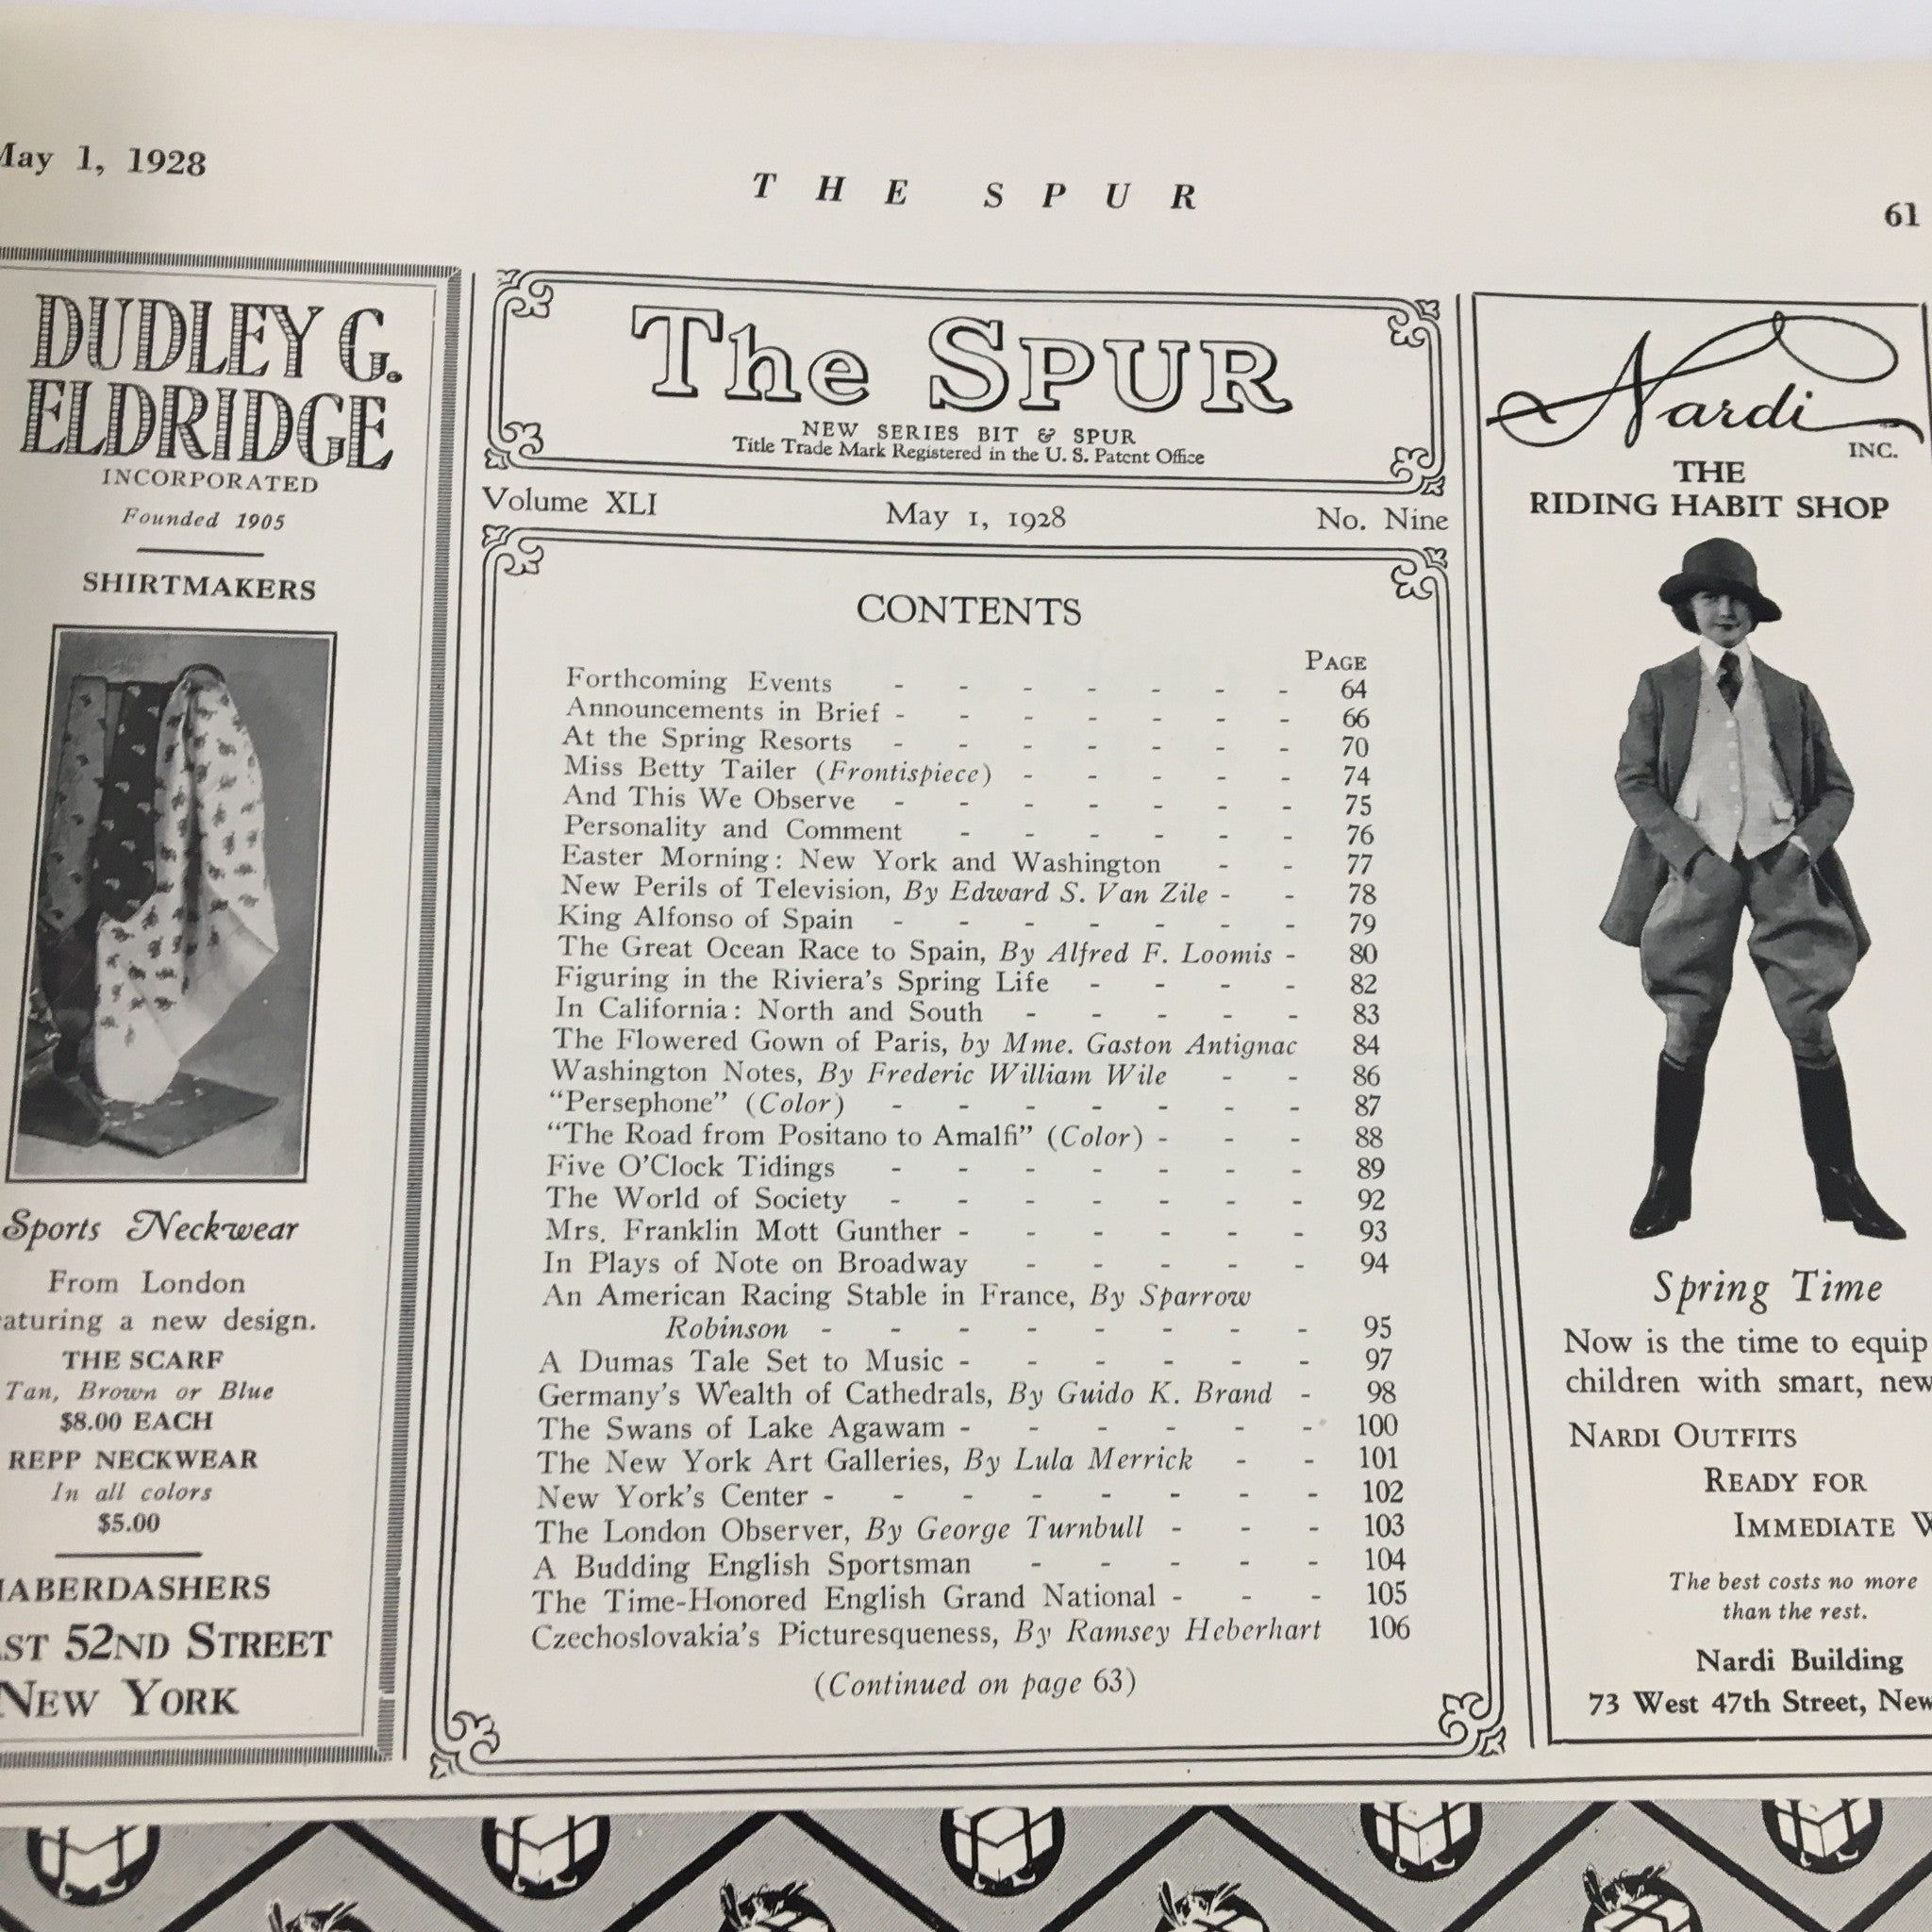 May 1, 1928
THE SPUR
61
DUDLEY G.
ELDRIDGE
INCORPORATED
Founded 1905
SHIRTMAKERS
Sports Neckwear
From London
a new design.
THE SCARF
Tan, Brown or Blue
$8.00 EACH
REPP NECKWEAR
In all colors
$5.00
52ND STREET
NEW YORK
The SPUR
NEW SERIES BIT & SPUR
Title Trade Mark Registered in the U. S. Patent Office
Volume XLI May 1, 1928 No. Nine
CONTENTS
PAGE
Forthcoming Events - - - - - - - 64
Announcements in Brief - - - - - - - 66
At the Spring Resorts - - - - - - - 70
Miss Betty Tailer (Frontispiece) - - - - - 74
And This We Observe - - - - - - - 75
Personality and Comment - - - - - - 76
Easter Morning: New York and Washington - - 77
New Perils of Television, By Edward S. Van Zile - - 78
King Alfonso of Spain - - - - - - - 79
The Great Ocean Race to Spain, By Alfred F. Loomis - 80
Figuring in the Riviera's Spring Life - - - - 82
In California: North and South - - - - - 83
The Flowered Gown of Paris, by Mme. Gaston Antignac 84
Washington Notes, By Frederic William Wile - - 86
"Persephone" (Color) - - - - - - - 87
"The Road from Positano to Amalfi" (Color) - - - 88
Five O'Clock Tidings - - - - - - - 89
The World of Society - - - - - - - 92
Mrs. Franklin Mott Gunther - - - - - - 93
In Plays of Note on Broadway - - - - - 94
An American Racing Stable in France, By Sparrow
Robinson - - - - - - - - 95
A Dumas Tale Set to Music - - - - - - 97
Germany's Wealth of Cathedrals, By Guido K. Brand - 98
The Swans of Lake Agawam - - - - - - 100
The New York Art Galleries, By Lula Merrick - - 101
New York's Center - - - - - - - - 102
The London Observer, By George Turnbull - - - 103
A Budding English Sportsman - - - - - 104
The Time-Honored English Grand National - - - 105
Czechoslovakia's Picturesqueness, By Ramsey Heberhart 106
(Continued on page 63)
Nardi
INC.
THE
RIDING HABIT SHOP
Spring Time
Now is the time to equip
children with smart, new
NARDI OUTFITS
READY FOR
IMMEDIATE
The best costs no more
than the rest.
Nardi Building
73 West 47th Street, New